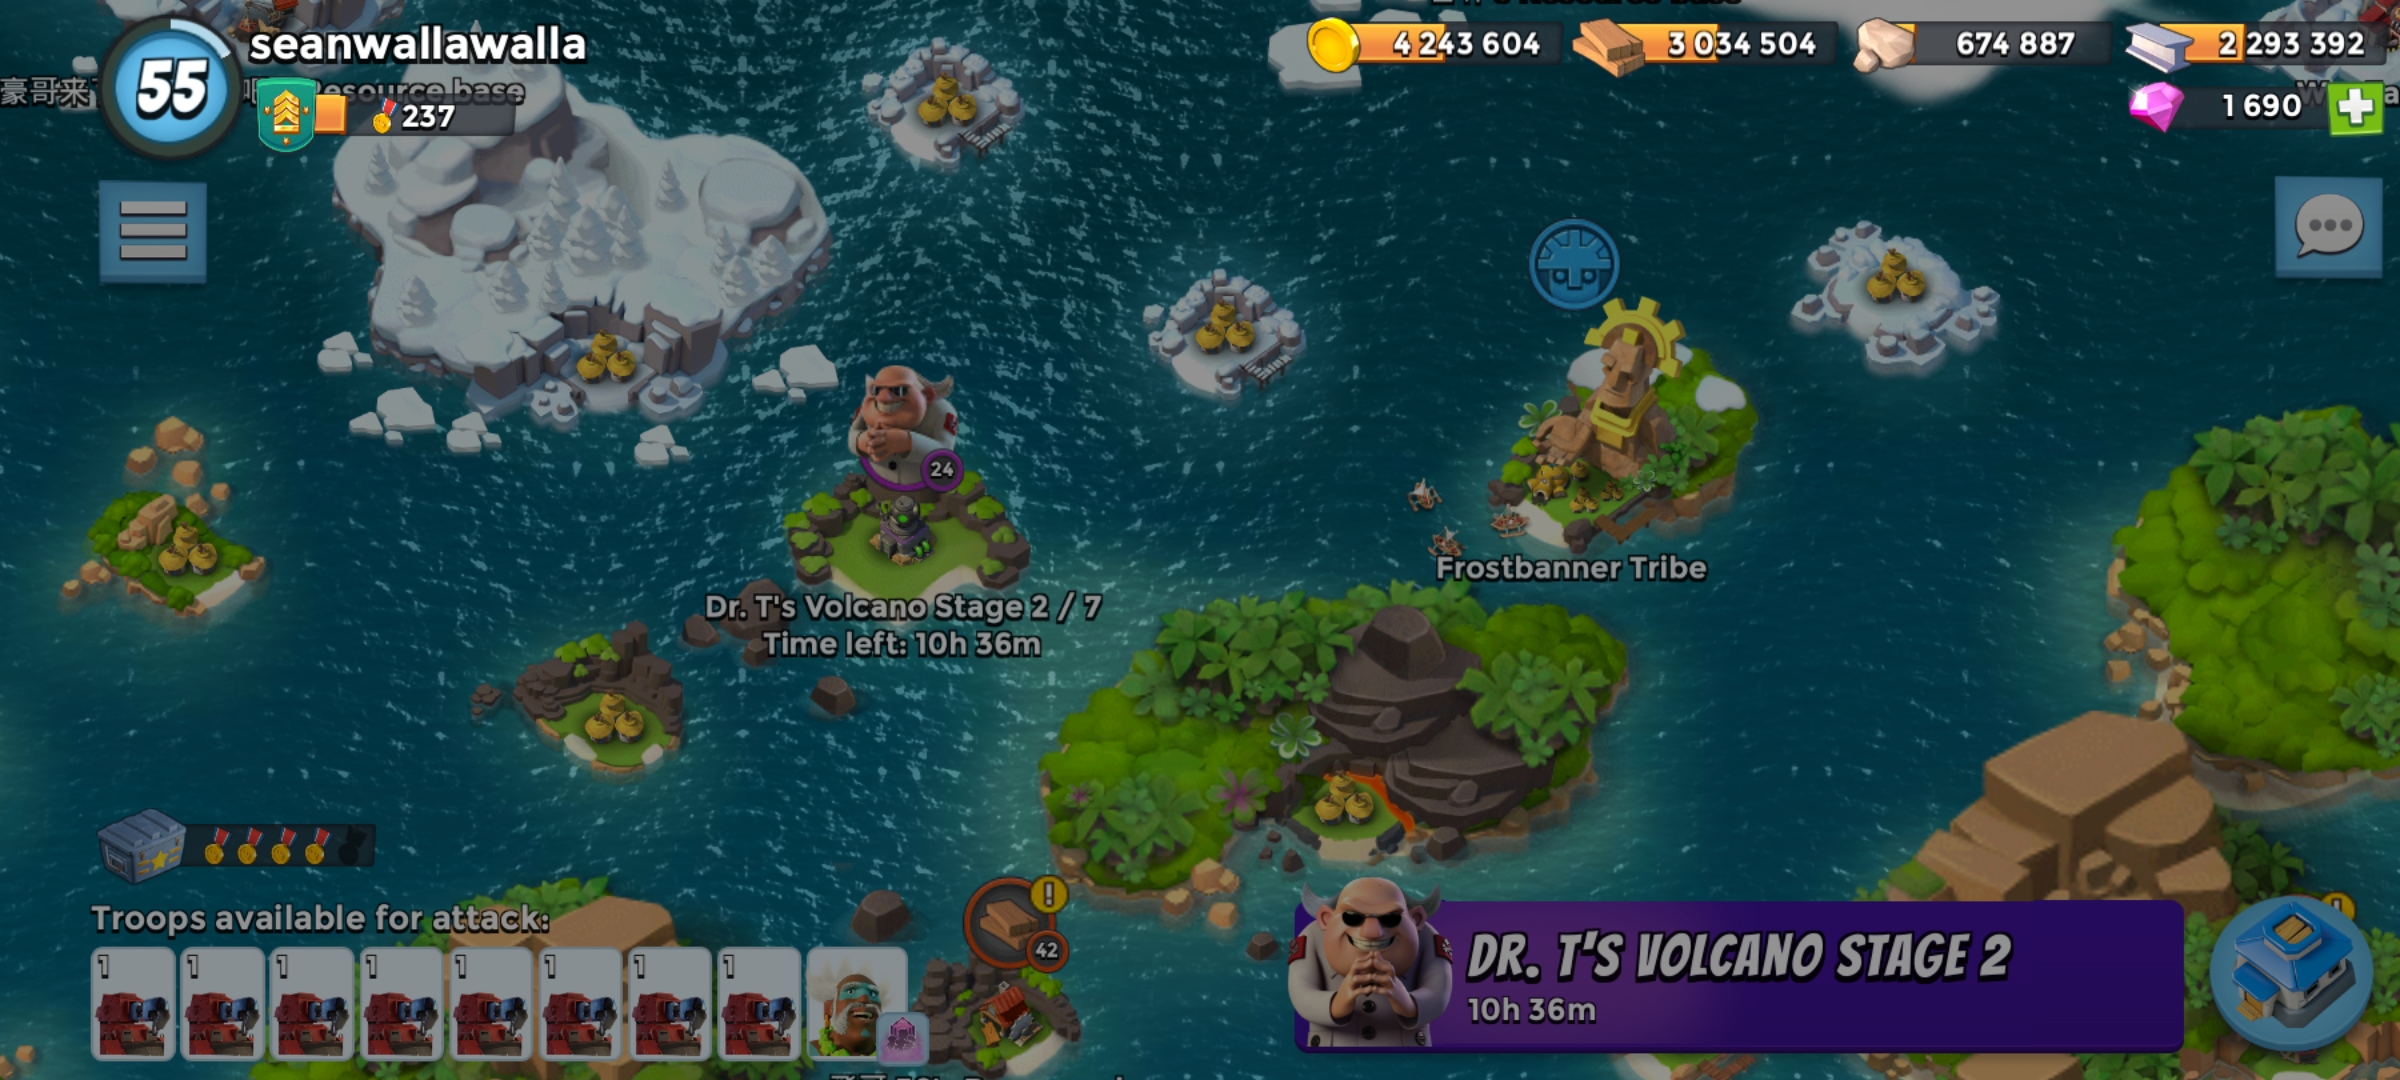 55
seanwallawalla
4 243 604
3 034 504
674 887
2 293 392
豪哥来
Resource base
237
1 690
24
Frostbanner Tribe
Dr. T's Volcano Stage 2 / 7
Time left: 10h 36m
Troops available for attack:
42
1 1 1 1 1 1 1 1
DR. T'S VOLCANO STAGE 2
10h 36m